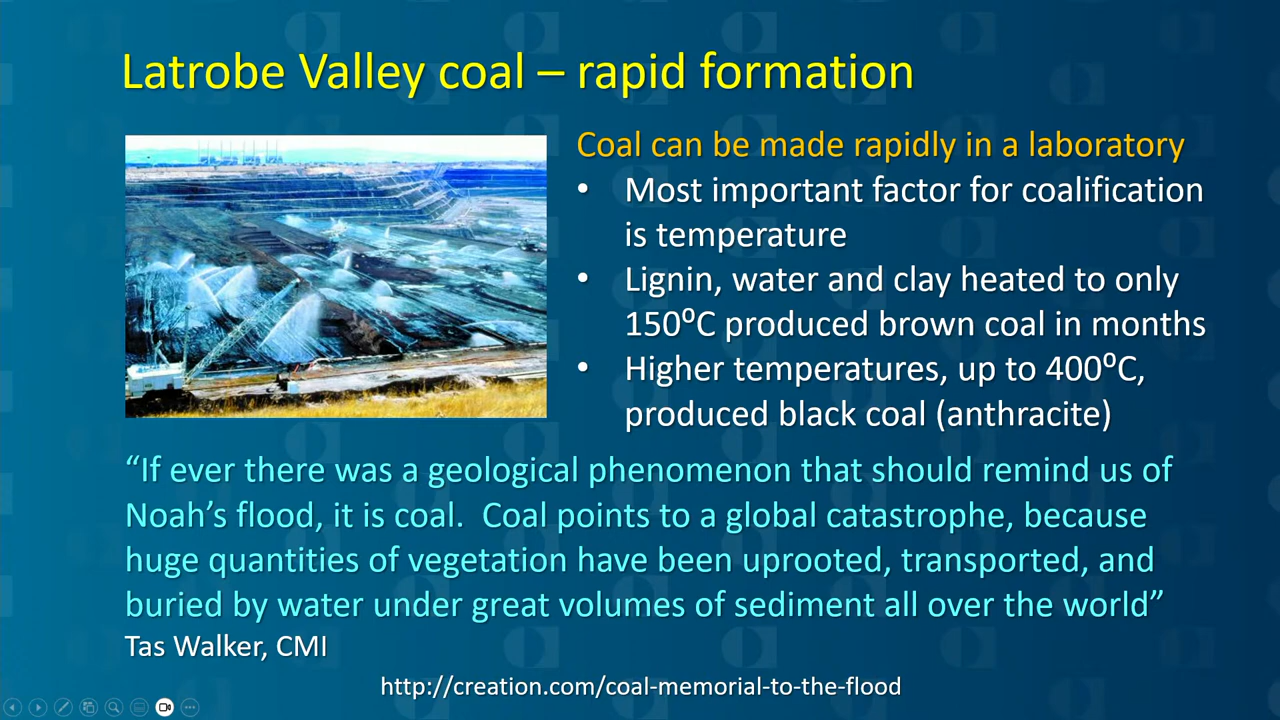 Latrobe Valley coal – rapid formation
Coal can be made rapidly in a laboratory
• Most important factor for coalification
is temperature
• Lignin, water and clay heated to only
150⁰C produced brown coal in months
• Higher temperatures, up to 400⁰C,
produced black coal (anthracite)
“If ever there was a geological phenomenon that should remind us of
Noah’s flood, it is coal.  Coal points to a global catastrophe, because
huge quantities of vegetation have been uprooted, transported, and
buried by water under great volumes of sediment all over the world”
Tas Walker, CMI
http://creation.com/coal-memorial-to-the-flood